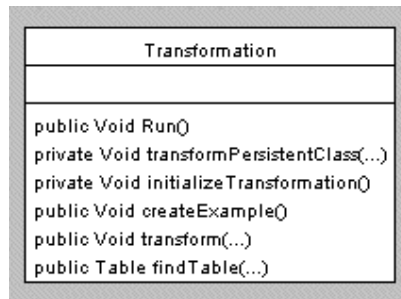 Transformation
public Void Run()
private Void transformPersistentClass(...)
private Void initializeTransformation()
public Void createExample()
public Void transform(...)
public Table findTable(...)